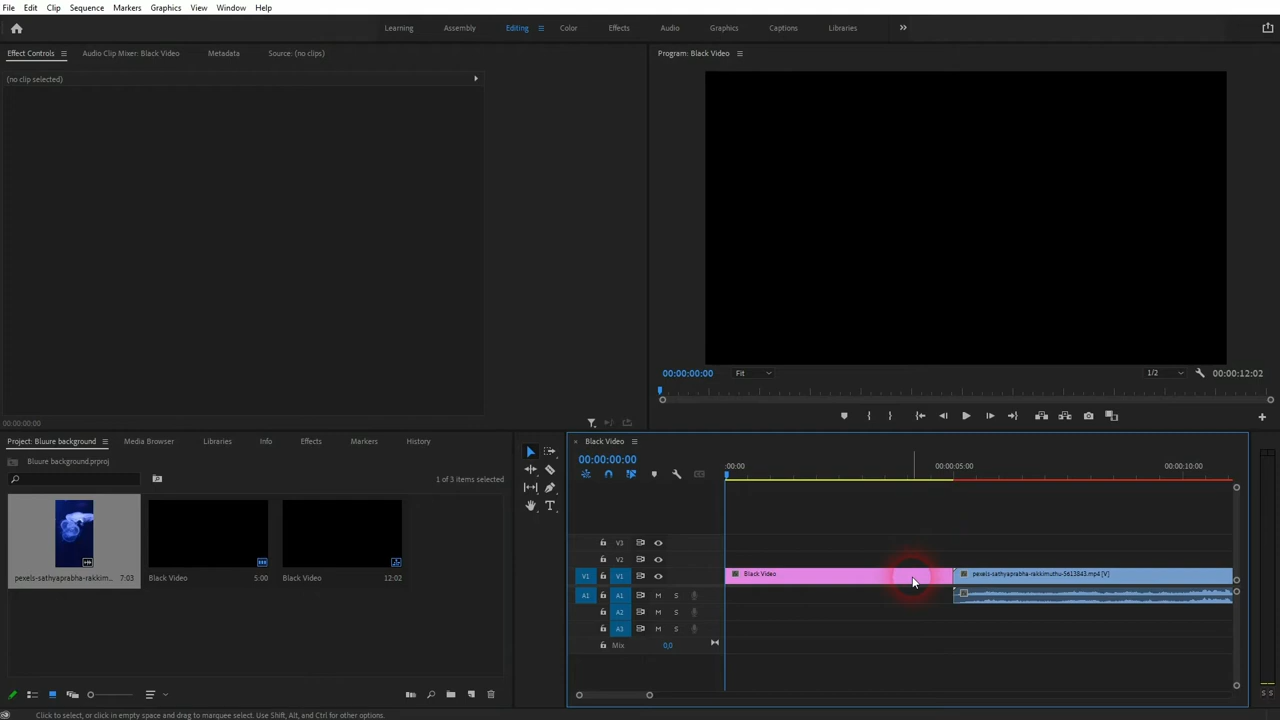 File Edit Clip Sequence Markers Graphics View Window Help
Learning Assembly Editing Color Effects Audio Graphics Captions Libraries
Effect Controls Audio Clip Mixer: Black Video Metadata Source: (no clips)
Program: Black Video
(no clip selected)
00:00:00:00 Fit 1/2 00:00:12:02
00:00:00:00
Project: Bluure background Media Browser Libraries Info Effects Markers History
Bluure background.prproj
1 of 3 items selected
pexels-sathyaprabha-rakkim... 7:03
Black Video 5:00
Black Video 12:02
Black Video
00:00:00:00
:00:00 00:00:05:00 00:00:10:00
V3
V2
V1 V1 Black Video pexels-sathyaprabha-rakkimuthu-5613843.mp4 [V]
A1 A1 M S
A2 M S
A3 M S
Mix 0,0
S S
Click to select, or click in empty space and drag to marquee select. Use Shift, Alt, and Ctrl for other options.